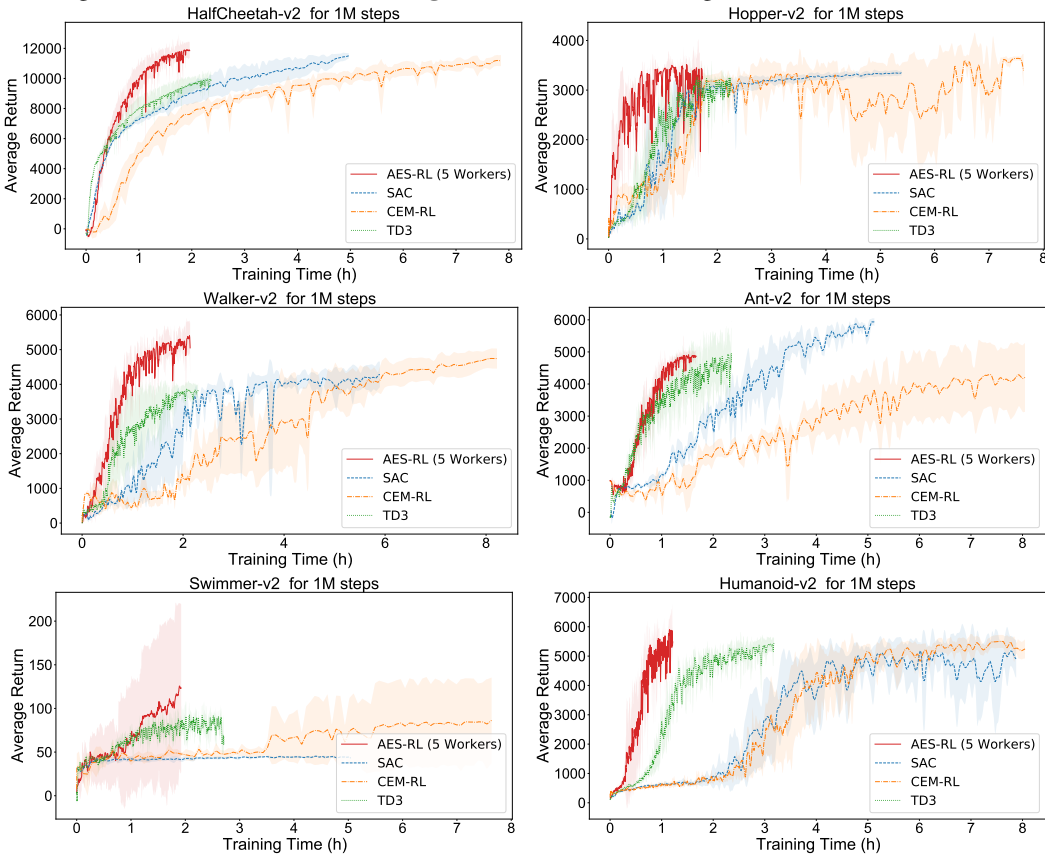 HalfCheetah-v2 for 1M steps
Average Return
12000
10000
8000
6000
4000
2000
0
AES-RL (5 Workers)
SAC
CEM-RL
TD3
0 1 2 3 4 5 6 7 8
Training Time (h)
Hopper-v2 for 1M steps
Average Return
4000
3000
2000
1000
0
AES-RL (5 Workers)
SAC
CEM-RL
TD3
0 1 2 3 4 5 6 7 8
Training Time (h)
Walker-v2 for 1M steps
Average Return
6000
5000
4000
3000
2000
1000
0
AES-RL (5 Workers)
SAC
CEM-RL
TD3
0 2 4 6 8
Training Time (h)
Ant-v2 for 1M steps
Average Return
6000
5000
4000
3000
2000
1000
0
AES-RL (5 Workers)
SAC
CEM-RL
TD3
0 1 2 3 4 5 6 7 8
Training Time (h)
Swimmer-v2 for 1M steps
Average Return
200
150
100
50
0
AES-RL (5 Workers)
SAC
CEM-RL
TD3
0 1 2 3 4 5 6 7 8
Training Time (h)
Humanoid-v2 for 1M steps
Average Return
7000
6000
5000
4000
3000
2000
1000
0
AES-RL (5 Workers)
SAC
CEM-RL
TD3
0 1 2 3 4 5 6 7 8
Training Time (h)